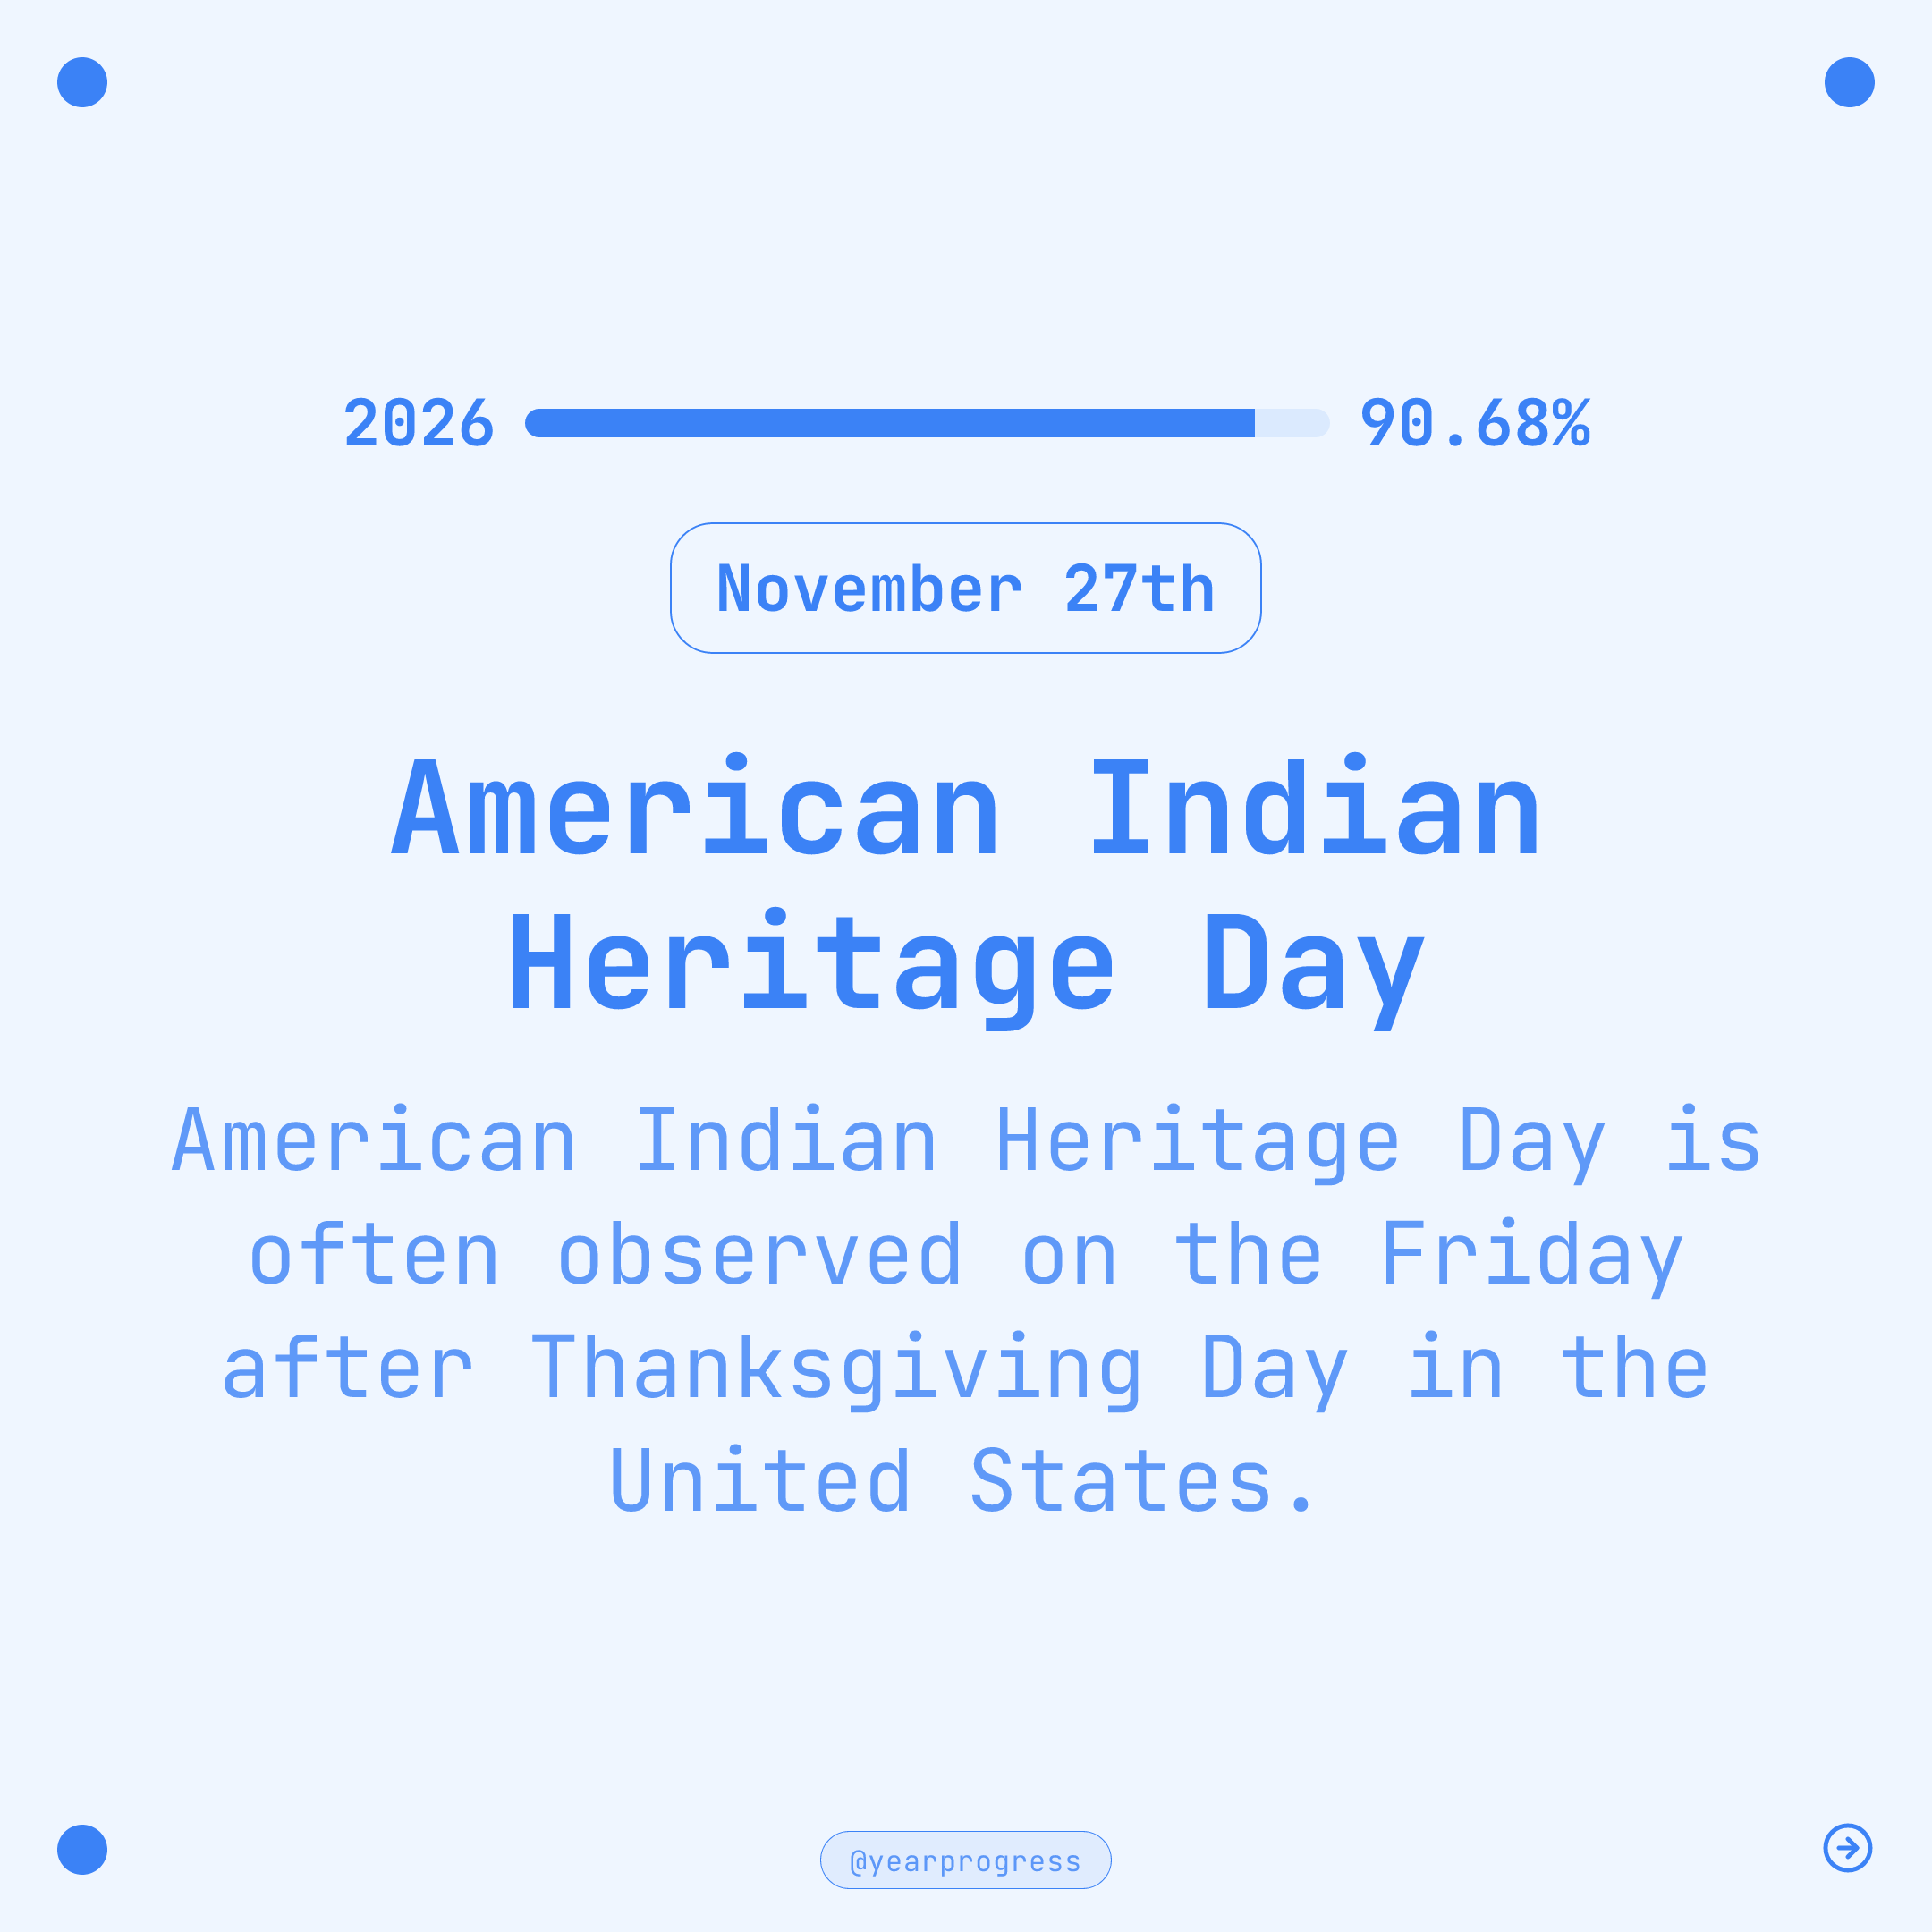 2026 90.68%
November 27th
American Indian
Heritage Day
American Indian Heritage Day is
often observed on the Friday
after Thanksgiving Day in the
United States.
@yearprogress